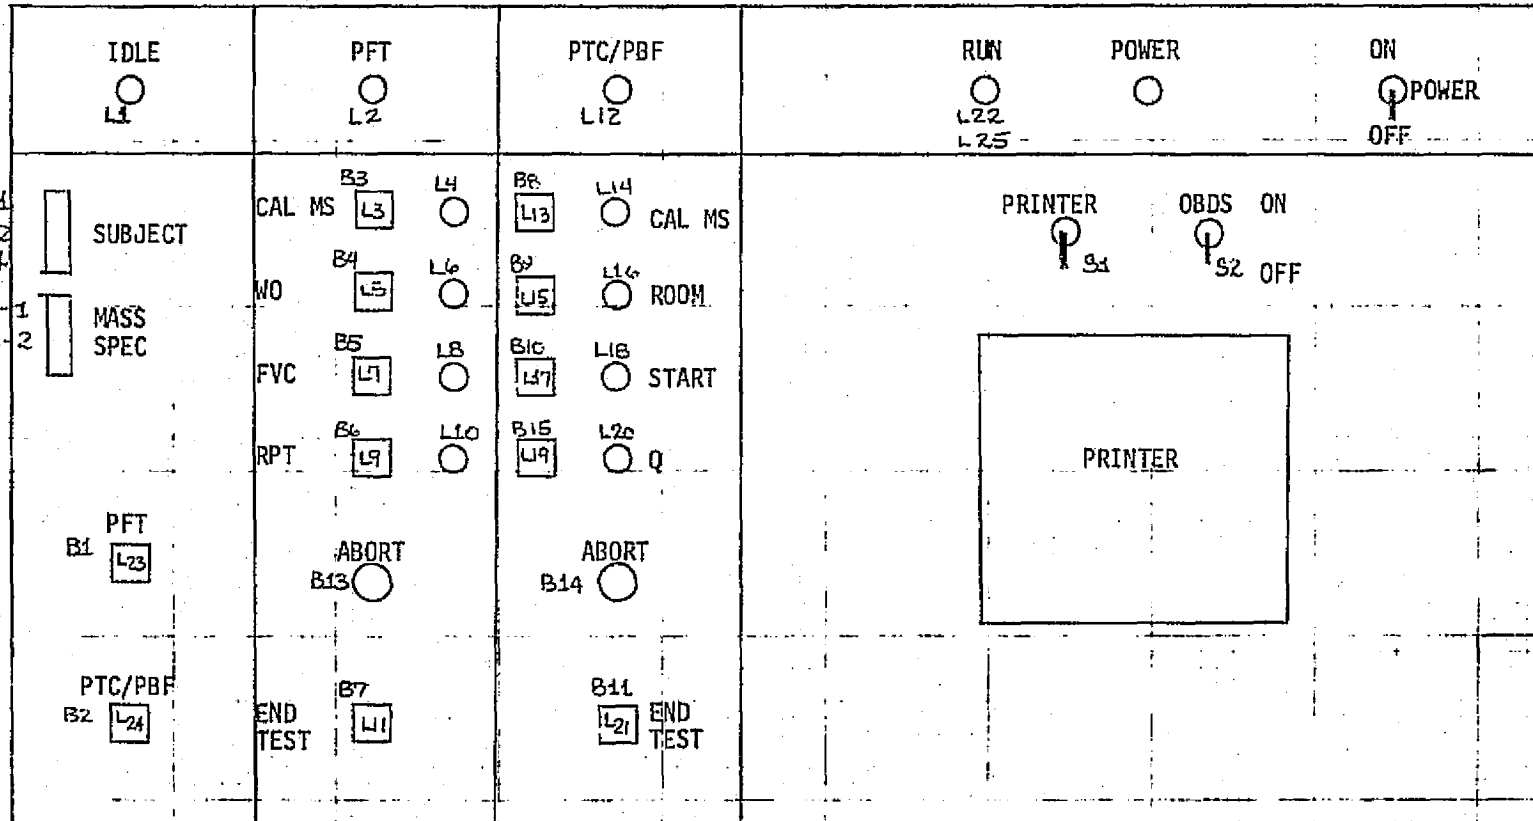 IDLE
L1
PFT
L2
PTC/PBF
L12
RUN
L22
L25
POWER
ON
POWER
OFF
SUBJECT
1
2
MASS
SPEC
PFT
B1
L23
PTC/PBF
B2
L24
B3
L4
CAL MS
L3
B4
L6
WO
L5
B5
L8
FVC
L7
B6
L10
RPT
L9
ABORT
B13
B7
END
TEST
L11
B8
L14
L13
CAL MS
B9
L16
L15
ROOM
B10
L18
L17
START
B15
L20
L19
Q
ABORT
B14
B11
L21
END
TEST
PRINTER
S1
OBDS
ON
S2
OFF
PRINTER